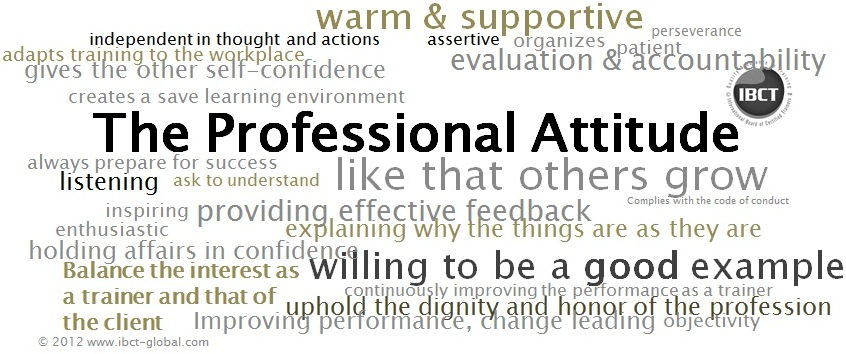 warm & supportive
perseverance
independent in thought and actions
assertive
organizes
patient
adapts training to the workplace
gives the other self-confidence
evaluation & accountability
creates a save learning environment
IBCT
The Professional Attitude
always prepare for success
listening
ask to understand
like that others grow
Complies with the code of conduct
inspiring
providing effective feedback
enthusiastic
explaining why the things are as they are
holding affairs in confidence
Balance the interest as
a trainer and that of
the client
willing to be a good example
continuously improving the performance as a trainer
uphold the dignity and honor of the profession
Improving performance, change leading
objectivity
© 2012 www.ibct-global.com